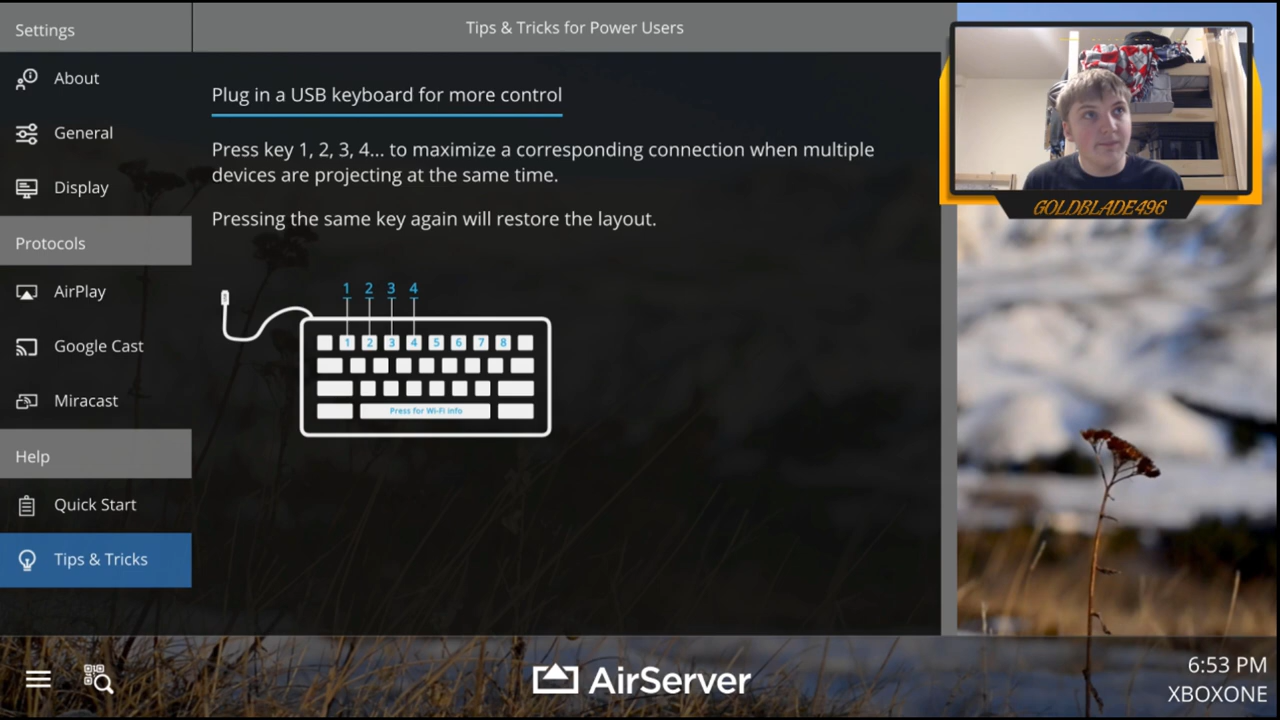 Settings
Tips & Tricks for Power Users
About
General
Display
Protocols
AirPlay
Google Cast
Miracast
Help
Quick Start
Tips & Tricks
Plug in a USB keyboard for more control
Press key 1, 2, 3, 4... to maximize a corresponding connection when multiple
devices are projecting at the same time.
Pressing the same key again will restore the layout.
1 2 3 4
1 2 3 4 5 6 7 8
Press for Wi-Fi info
GOLDBLADE496
AirServer
6:53 PM
XBOXONE